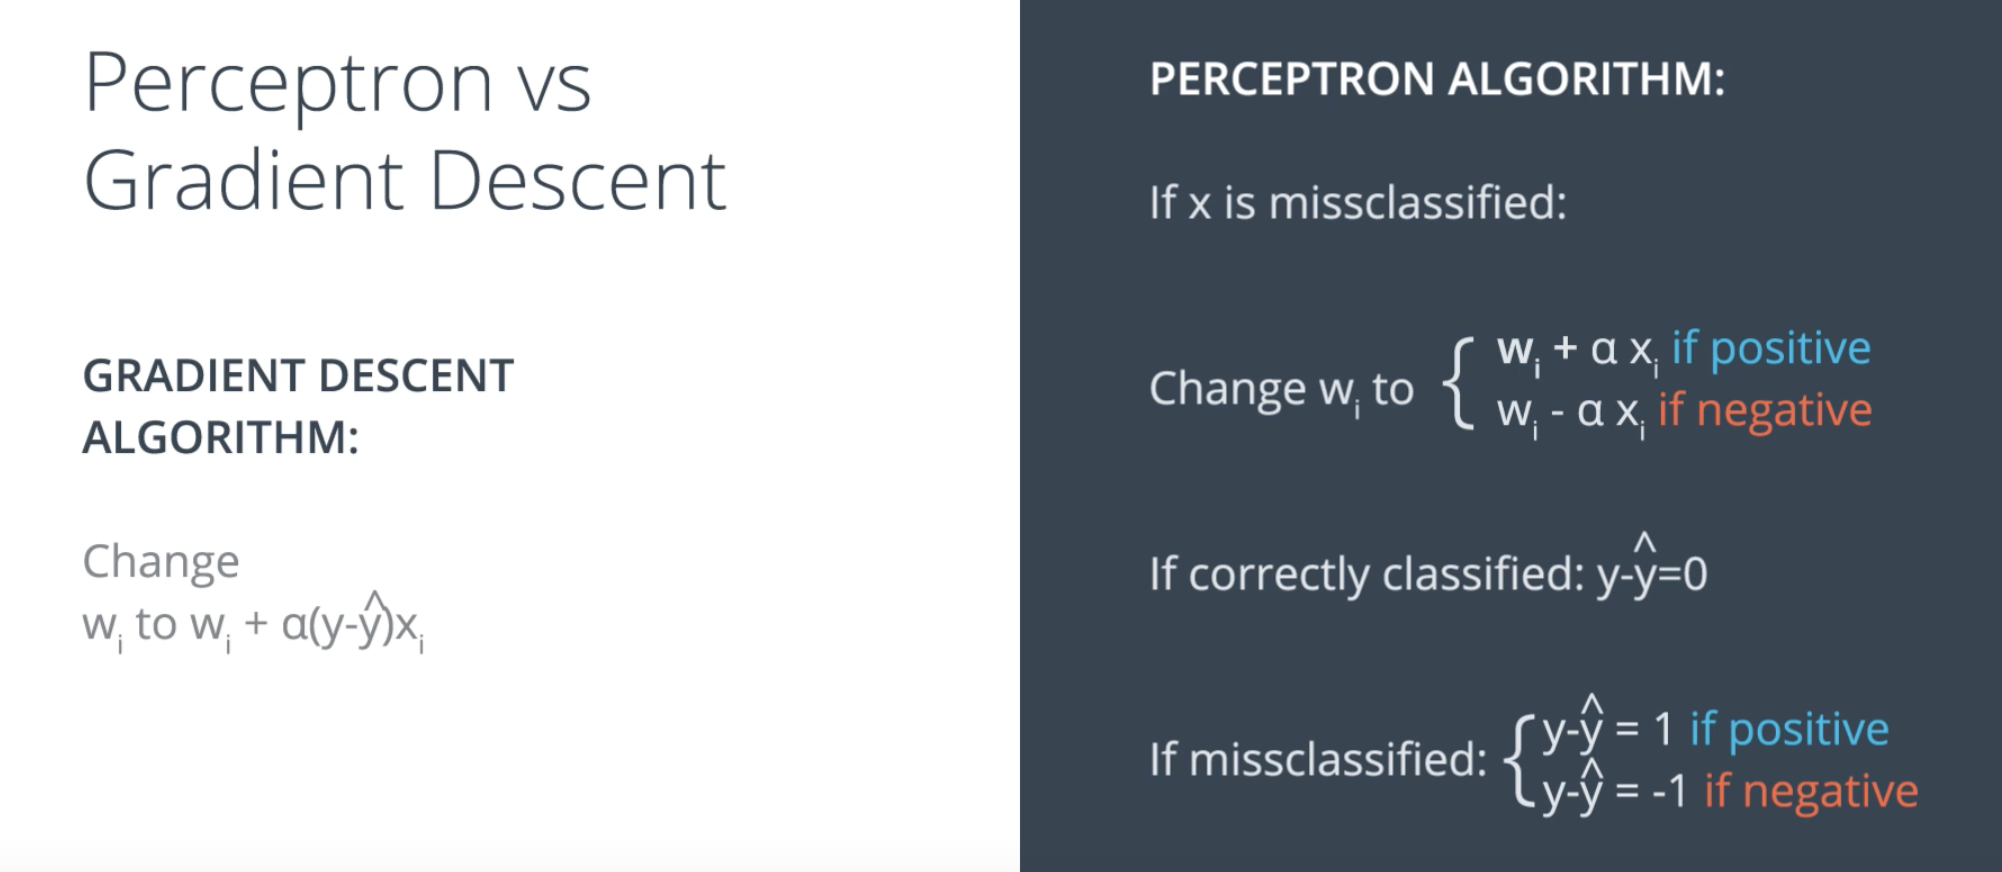 Perceptron vs
Gradient Descent
GRADIENT DESCENT
ALGORITHM:
Change
wᵢ to wᵢ + α(y-ŷ)xᵢ
PERCEPTRON ALGORITHM:
If x is missclassified:
Change wᵢ to { wᵢ + α xᵢ if positive
wᵢ - α xᵢ if negative
If correctly classified: y-ŷ=0
If missclassified: { y-ŷ = 1 if positive
y-ŷ = -1 if negative